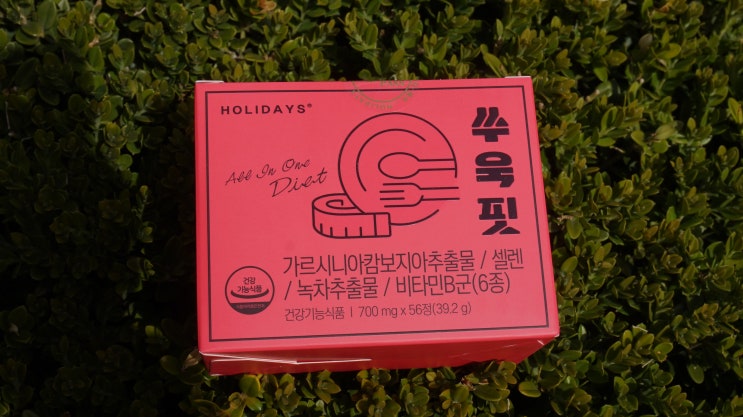 HOLIDAYS®
쑤욱핏
All In One
Diet
가르시니아캄보지아추출물 / 셀렌
/ 녹차추출물 / 비타민B군(6종)
건강기능식품 | 700 mg x 56정(39.2 g)
건강
기능식품